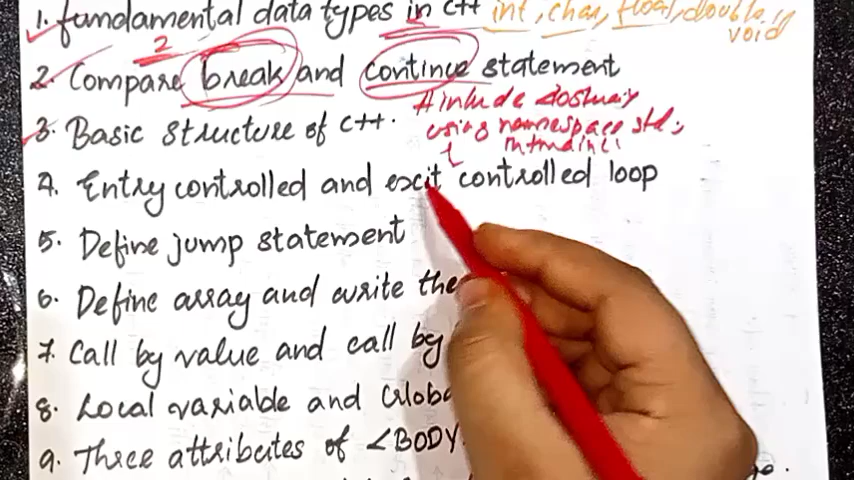 1. fundamental data types in C++ int, char, float, double,
void
2
2. Compare break and continue statement
#inlude <iostream>
3. Basic structure of C++.
using namespace std;
int main()
{
4. Entry controlled and exit controlled loop
5. Define jump statement
6. Define array and write the
7. Call by value and call by
8. Local variable and Globa
9. Three attributes of <BODY